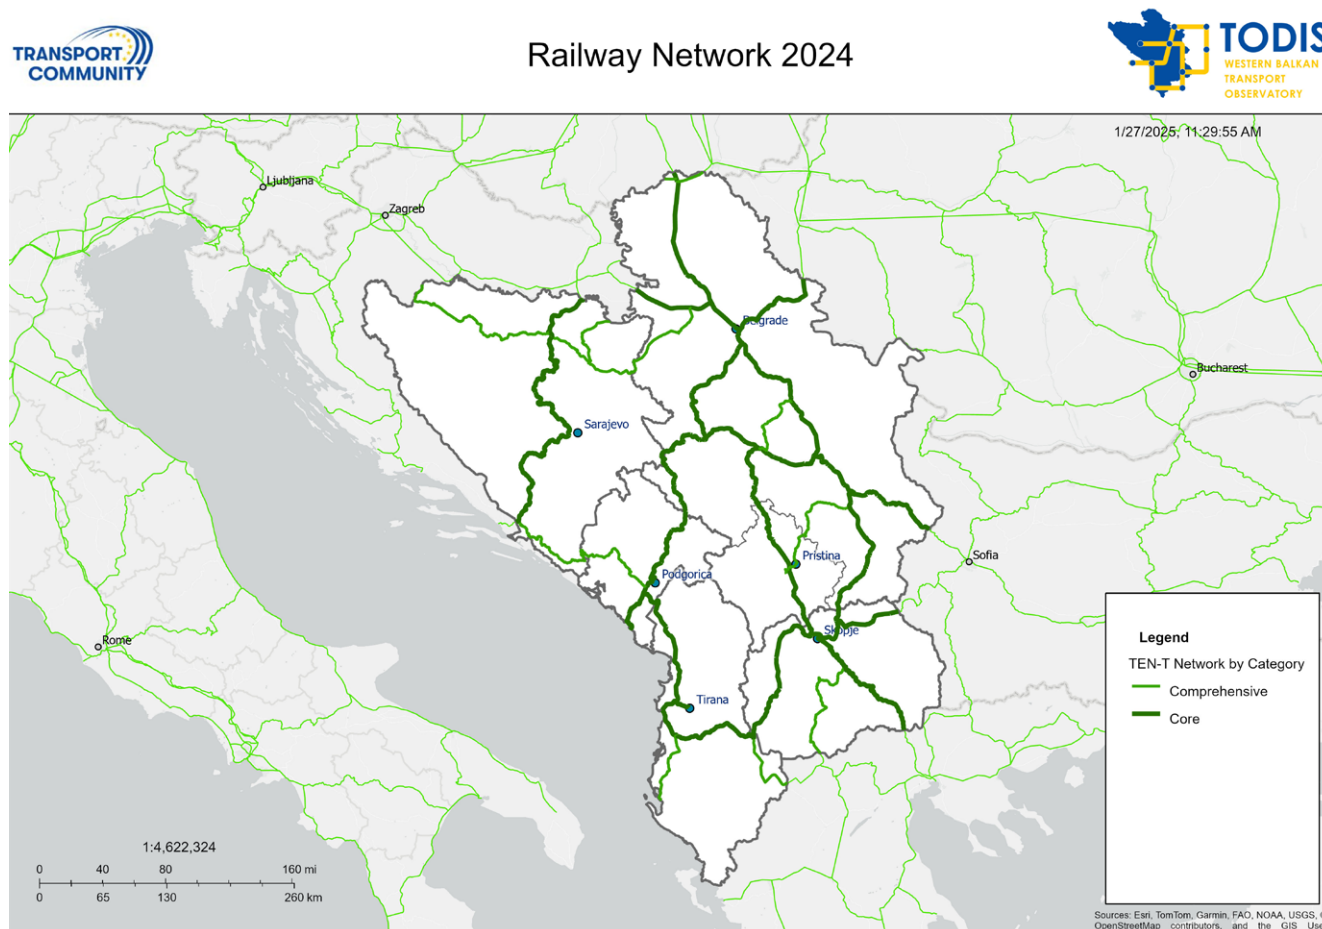 TRANSPORT
COMMUNITY
Railway Network 2024
TODIS
WESTERN BALKAN
TRANSPORT
OBSERVATORY
1/27/2025, 11:29:55 AM
Ljubljana
Zagreb
Belgrade
Bucharest
Sarajevo
Sofia
Pristina
Podgorica
Skopje
Rome
Tirana
Legend
TEN-T Network by Category
Comprehensive
Core
1:4,622,324
0 40 80 160 mi
0 65 130 260 km
Sources: Esri, TomTom, Garmin, FAO, NOAA, USGS,
OpenStreetMap contributors, and the GIS